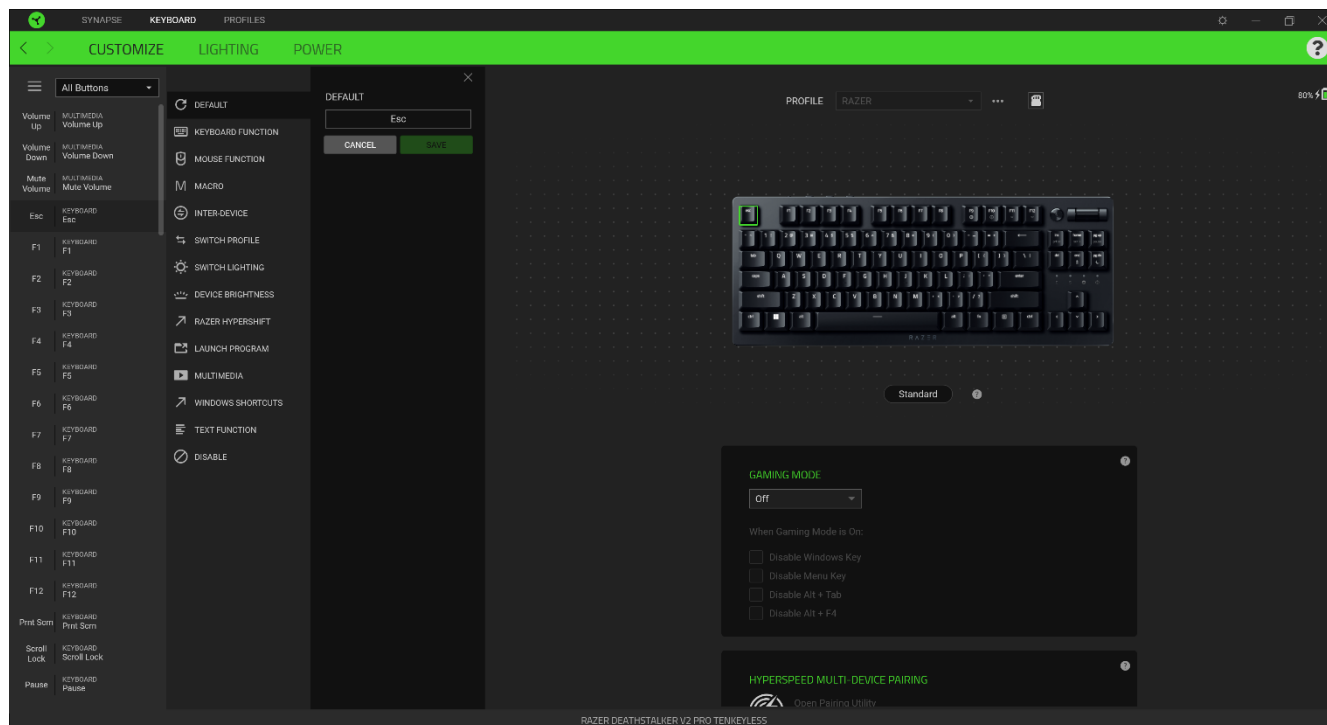 SYNAPSE KEYBOARD PROFILES
CUSTOMIZE LIGHTING POWER
All Buttons
Volume Up MULTIMEDIA Volume Up
Volume Down MULTIMEDIA Volume Down
Mute Volume MULTIMEDIA Mute Volume
Esc KEYBOARD Esc
F1 KEYBOARD F1
F2 KEYBOARD F2
F3 KEYBOARD F3
F4 KEYBOARD F4
F5 KEYBOARD F5
F6 KEYBOARD F6
F7 KEYBOARD F7
F8 KEYBOARD F8
F9 KEYBOARD F9
F10 KEYBOARD F10
F11 KEYBOARD F11
F12 KEYBOARD F12
Prnt Scrn KEYBOARD Prnt Scrn
Scroll Lock KEYBOARD Scroll Lock
Pause KEYBOARD Pause
DEFAULT
KEYBOARD FUNCTION
MOUSE FUNCTION
MACRO
INTER-DEVICE
SWITCH PROFILE
SWITCH LIGHTING
DEVICE BRIGHTNESS
RAZER HYPERSHIFT
LAUNCH PROGRAM
MULTIMEDIA
WINDOWS SHORTCUTS
TEXT FUNCTION
DISABLE
DEFAULT
Esc
CANCEL SAVE
PROFILE RAZER
80%
RAZER
Standard
GAMING MODE
Off
When Gaming Mode is On:
Disable Windows Key
Disable Menu Key
Disable Alt + Tab
Disable Alt + F4
HYPERSPEED MULTI-DEVICE PAIRING
Open Pairing Utility
RAZER DEATHSTALKER V2 PRO TENKEYLESS